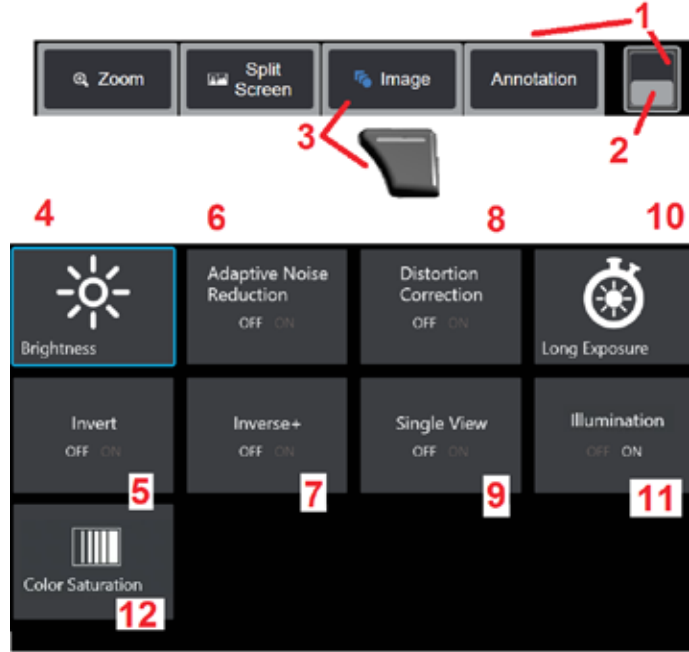 1
Zoom
Split
Screen
Image
Annotation
3
2
4
6
8
10
Brightness
Adaptive Noise
Reduction
OFF ON
Distortion
Correction
OFF ON
Long Exposure
Invert
OFF ON
5
Inverse+
OFF ON
7
Single View
OFF ON
9
Illumination
OFF ON
11
Color Saturation
12